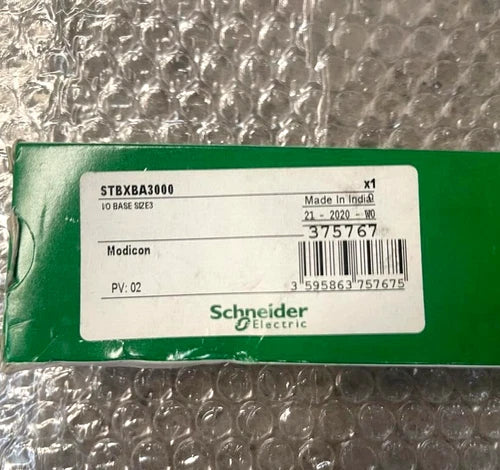 STBXBA3000 x1
I/O BASE SIZE3 Made In India
21 - 2020 - W0
375767
Modicon
PV: 02 3 595863 757675
Schneider
Electric